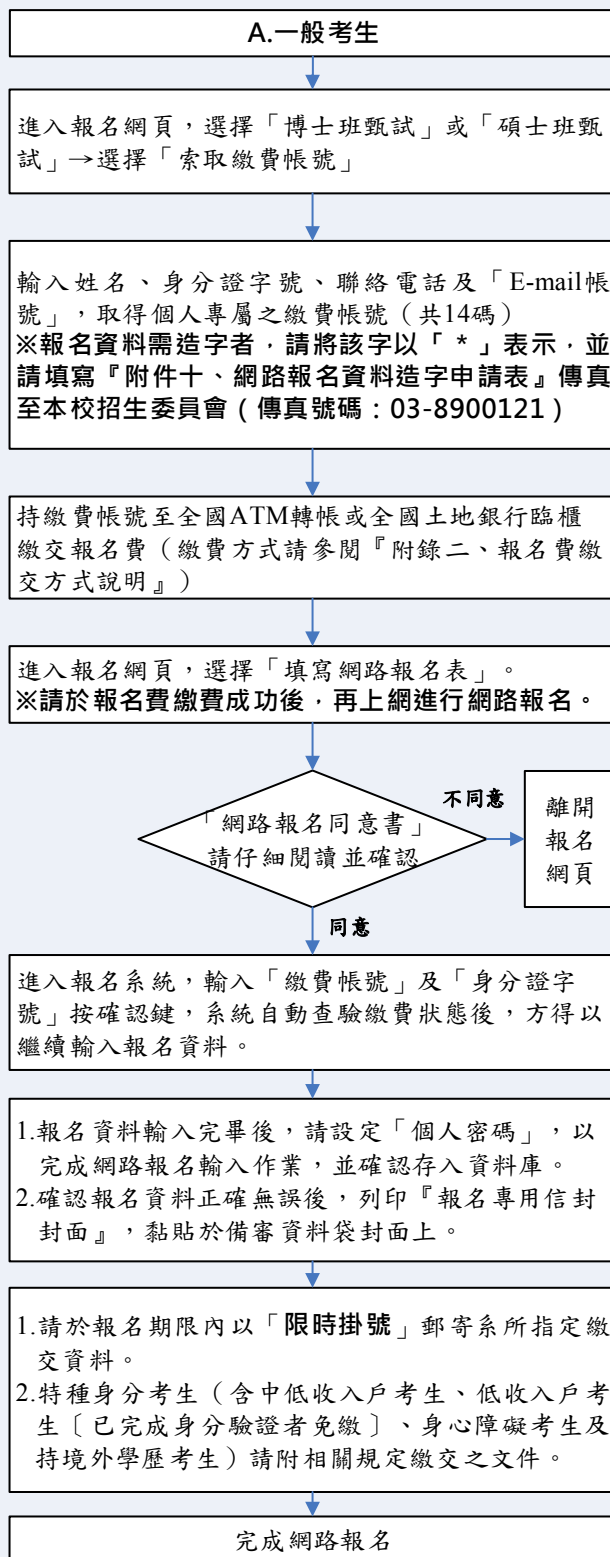 A.一般考生
進入報名網頁，選擇「博士班甄試」或「碩士班甄
試」→選擇「索取繳費帳號」
輸入姓名、身分證字號、聯絡電話及「E-mail帳
號」，取得個人專屬之繳費帳號（共14碼）
※報名資料需造字者，請將該字以「 * 」表示，並
請填寫『附件十、網路報名資料造字申請表』傳真
至本校招生委員會（傳真號碼：03-8900121）
持繳費帳號至全國ATM轉帳或全國土地銀行臨櫃
繳交報名費（繳費方式請參閱『附錄二、報名費繳
交方式說明』）
進入報名網頁，選擇「填寫網路報名表」。
※請於報名費繳費成功後，再上網進行網路報名。
「網路報名同意書」
請仔細閱讀並確認
不同意
離開
報名
網頁
同意
進入報名系統，輸入「繳費帳號」及「身分證字
號」按確認鍵，系統自動查驗繳費狀態後，方得以
繼續輸入報名資料。
1.報名資料輸入完畢後，請設定「個人密碼」，以
完成網路報名輸入作業，並確認存入資料庫。
2.確認報名資料正確無誤後，列印『報名專用信封
封面』，黏貼於備審資料袋封面上。
1.請於報名期限內以「限時掛號」郵寄系所指定繳
交資料。
2.特種身分考生（含中低收入戶考生、低收入戶考
生〔已完成身分驗證者免繳〕、身心障礙考生及
持境外學歷考生）請附相關規定繳交之文件。
完成網路報名